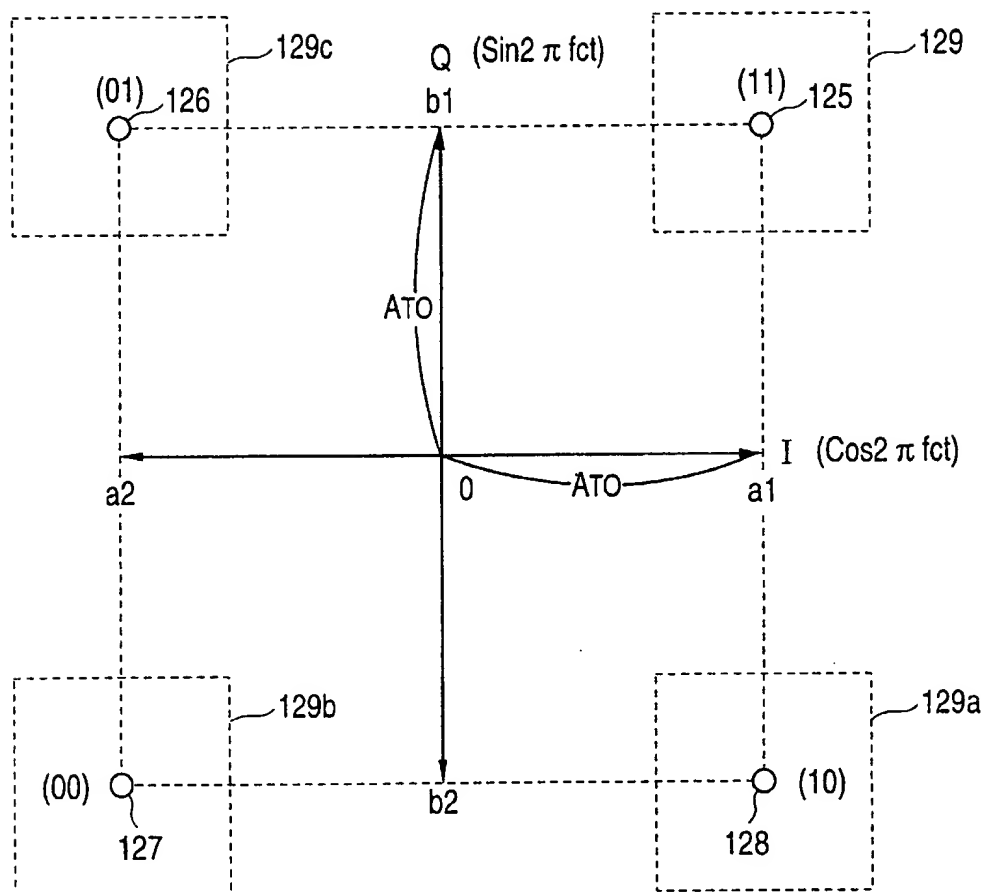 129c
Q (Sin2 π fct)
129
(01)
126
b1
(11)
125
ATO
I (Cos2 π fct)
a2
0
ATO
a1
129b
129a
(00)
127
b2
128
(10)